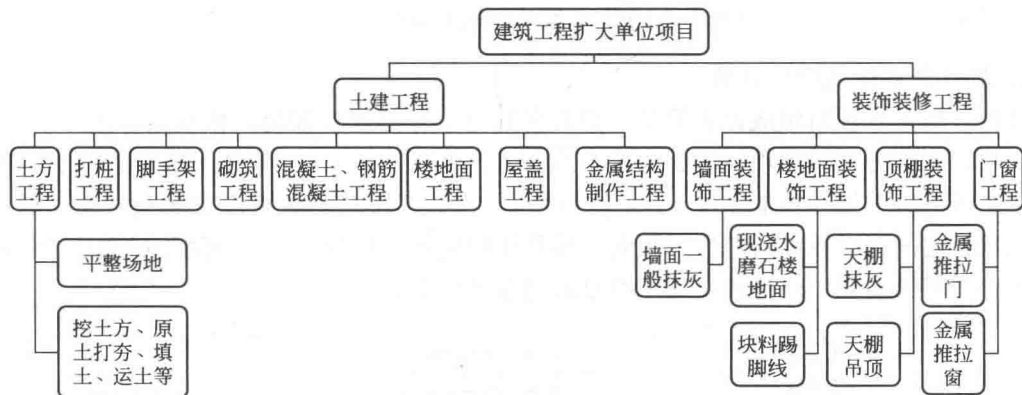 建筑工程扩大单位项目
土建工程
装饰装修工程
土方
工程
打桩
工程
脚手架
工程
砌筑
工程
混凝土、钢筋
混凝土工程
楼地面
工程
屋盖
工程
金属结构
制作工程
墙面装
饰工程
楼地面装
饰工程
顶棚装
饰工程
门窗
工程
平整场地
挖土方、原
土打夯、填
土、运土等
墙面一
般抹灰
现浇水
磨石楼
地面
块料踢
脚线
天棚
抹灰
天棚
吊顶
金属
推拉
门
金属
推拉
窗